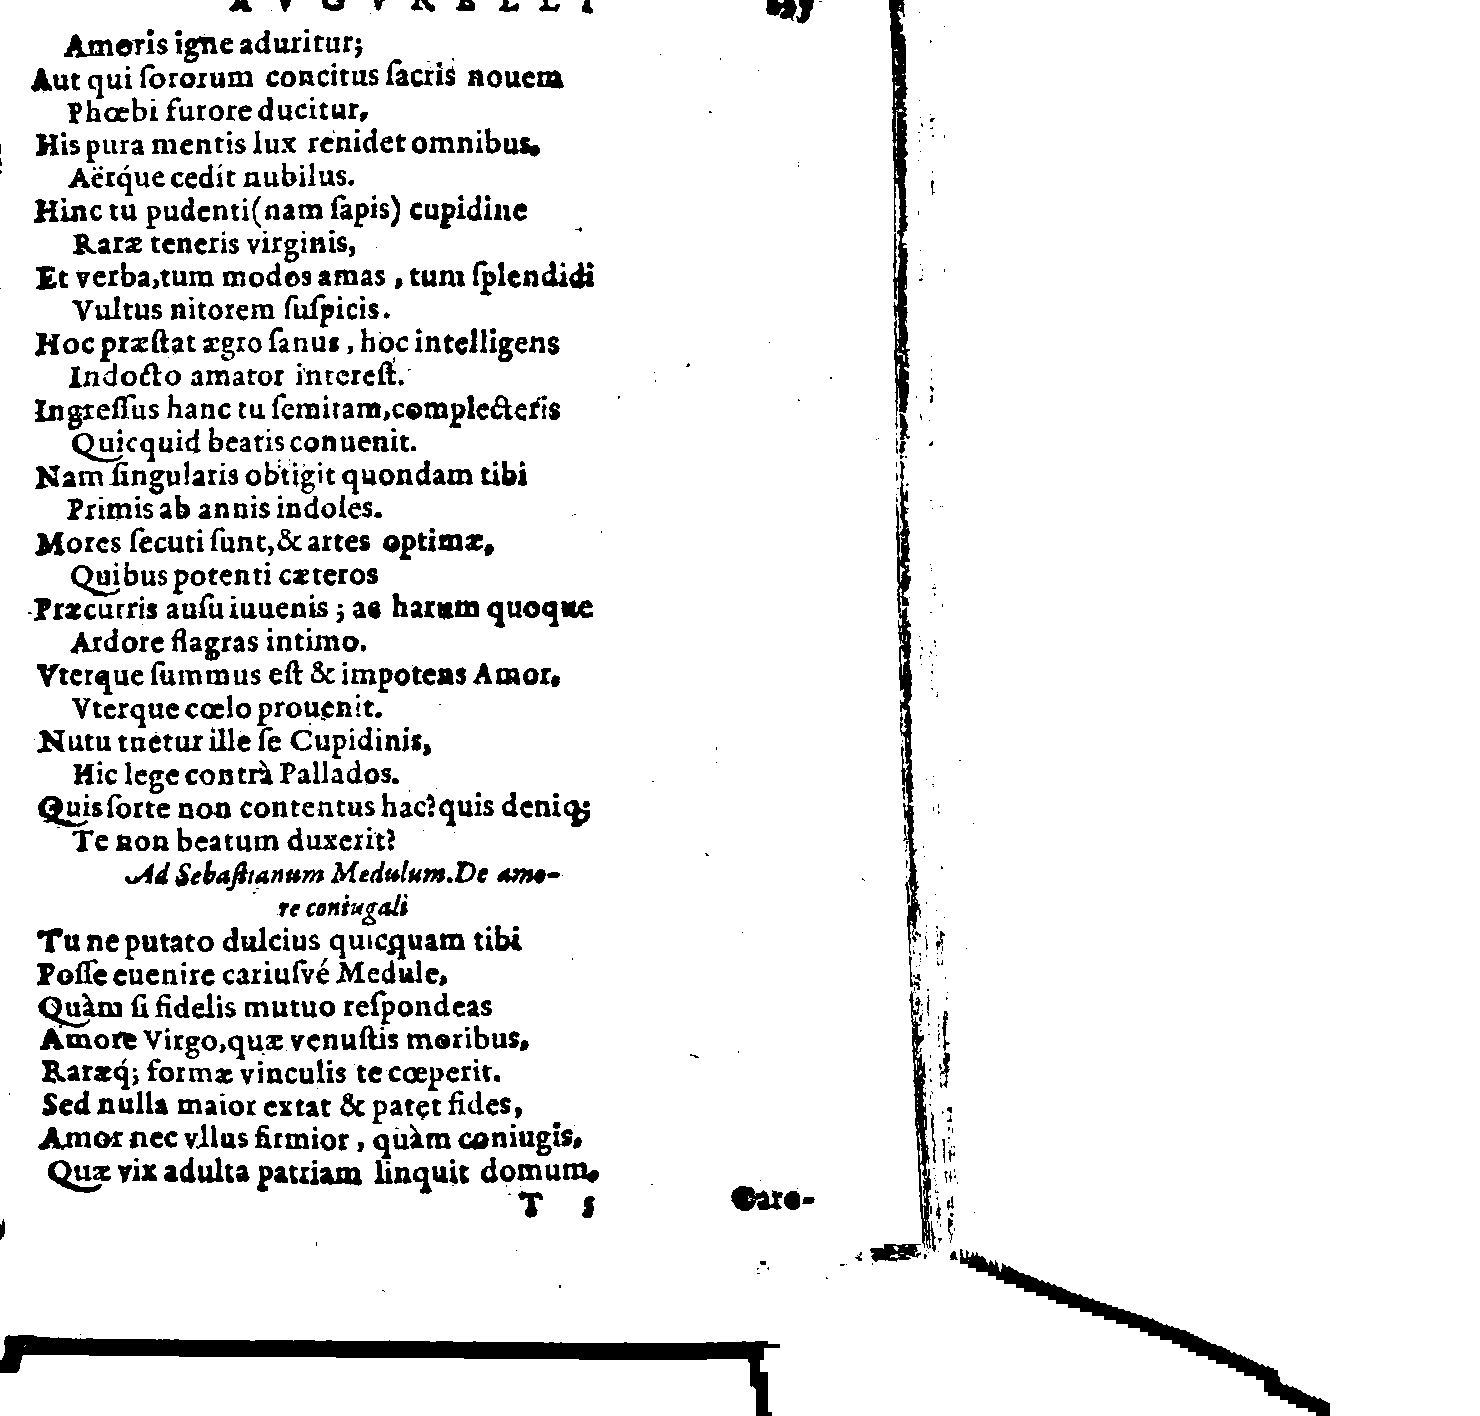 AVGVRELLI
Amoris igne aduritur;
Aut qui ſororum concitus ſacris nouem
Phœbi furore ducitur,
His pura mentis lux renidet omnibus,
Aërq́ue cedit nubilus.
Hinc tu pudenti (nam ſapis) cupidine
Raræ teneris virginis,
Et verba, tum modos amas, tum ſplendidi
Vultus nitorem ſuſpicis.
Hoc præſtat ægro ſanus, hoc intelligens
Indocto amator intereſt.
Ingreſſus hanc tu ſemitam, complecteris
Quicquid beatis conuenit.
Nam ſingularis obtigit quondam tibi
Primis ab annis indoles.
Mores ſecuti ſunt, & artes optimæ,
Quibus potenti cæteros
Præcurris auſu iuuenis; ac harum quoque
Ardore flagras intimo.
Vterque ſummus eſt & impotens Amor,
Vterque cœlo prouenit.
Nutu tuetur ille ſe Cupidinis,
Hic lege contrà Pallados.
Quis ſorte non contentus hac? quis deniq;
Te non beatum duxerit?
Ad Sebaſtianum Medulum. De amo-
re coniugali
Tu ne putato dulcius quicquam tibi
Poſſe euenire cariuſvé Medule,
Quàm ſi fidelis mutuo reſpondeas
Amore Virgo, quæ venuſtis moribus,
Raræq́; formæ vinculis te cœperit.
Sed nulla maior extat & patet fides,
Amor nec vllus firmior, quàm coniugis,
Quæ vix adulta patriam linquit domum,
T 5
Care-